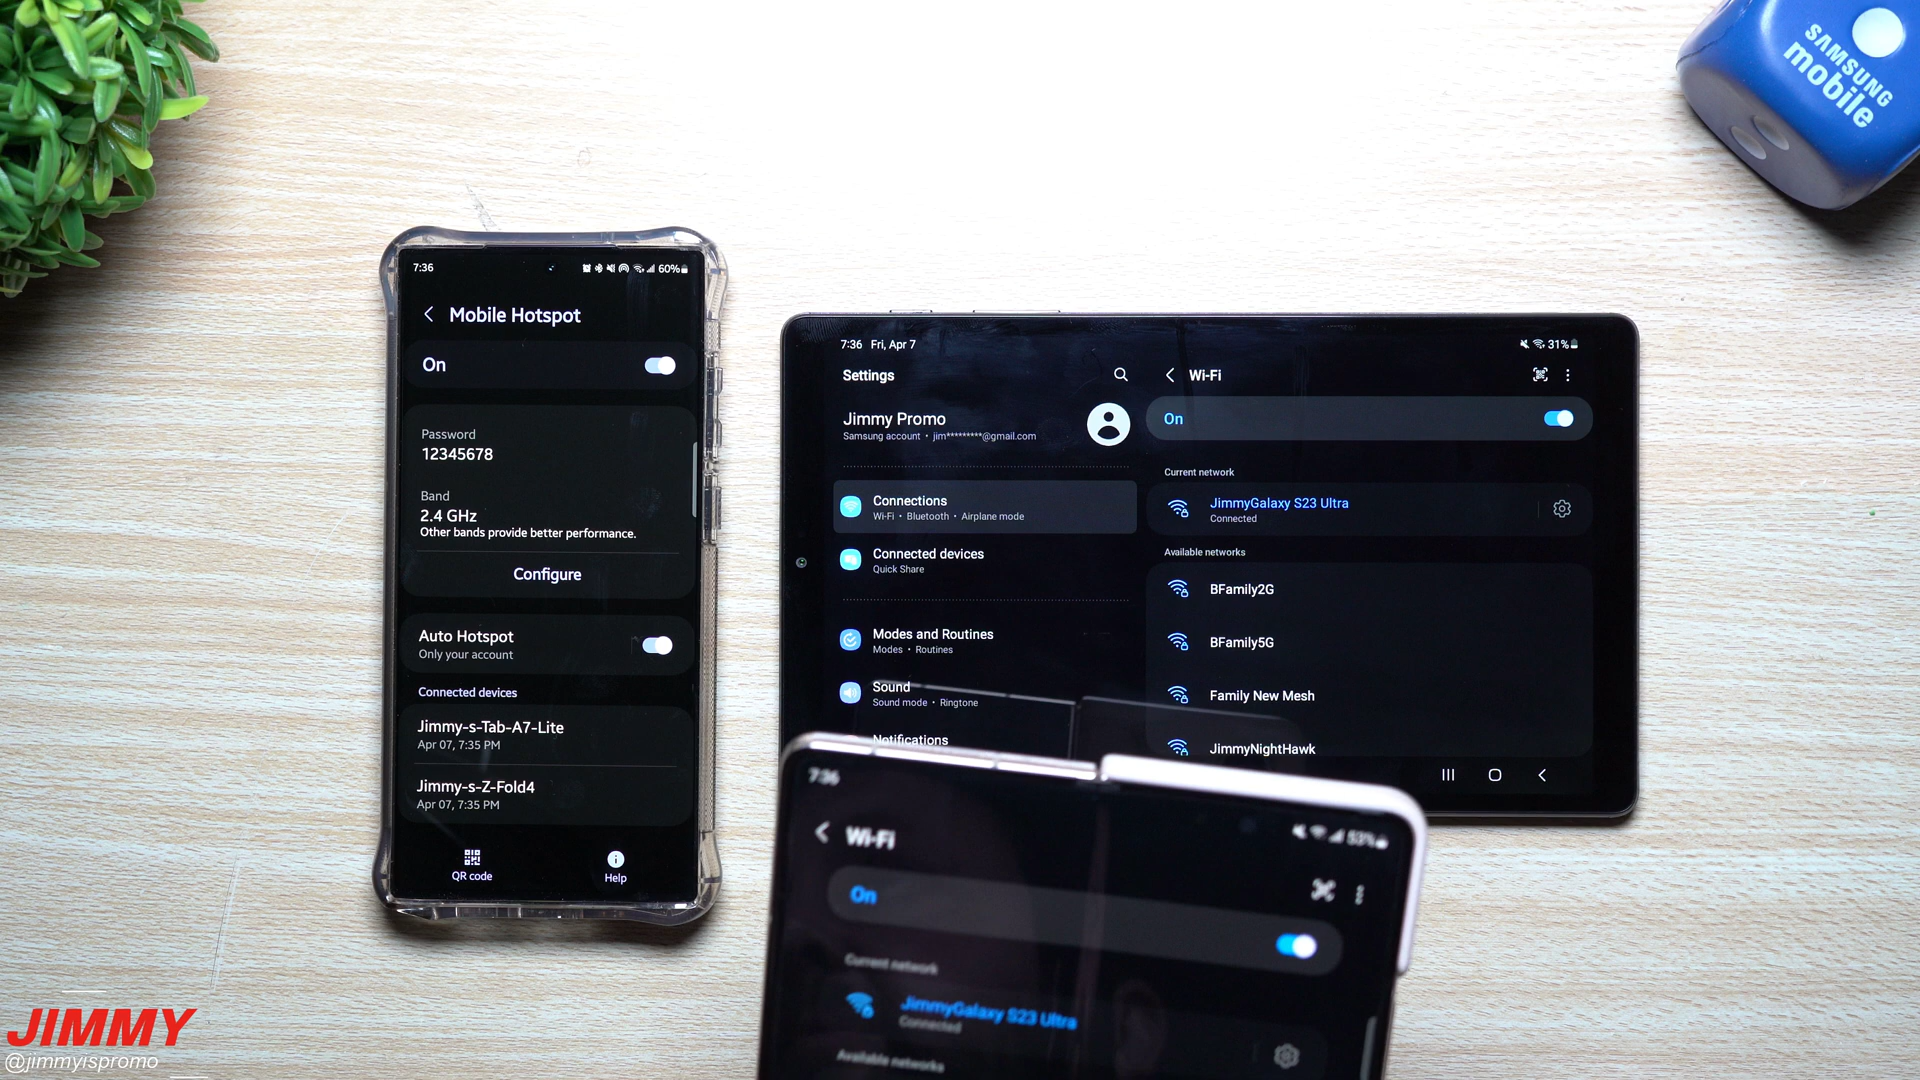 SAMSUNG
mobile
7:36
60%
Mobile Hotspot
On
Password
12345678
Band
2.4 GHz
Other bands provide better performance.
Configure
Auto Hotspot
Only your account
Connected devices
Jimmy-s-Tab-A7-Lite
Apr 07, 7:35 PM
Jimmy-s-Z-Fold4
Apr 07, 7:35 PM
QR code
Help
7:36 Fri, Apr 7
31%
Settings
Jimmy Promo
Samsung account • jim*********@gmail.com
Connections
Wi-Fi • Bluetooth • Airplane mode
Connected devices
Quick Share
Modes and Routines
Modes • Routines
Sound
Sound mode • Ringtone
Notifications
Wi-Fi
On
Current network
JimmyGalaxy S23 Ultra
Connected
Available networks
BFamily2G
BFamily5G
Family New Mesh
JimmyNightHawk
7:36
53%
Wi-Fi
On
Current network
JimmyGalaxy S23 Ultra
Connected
Available networks
JIMMY
@jimmyispromo